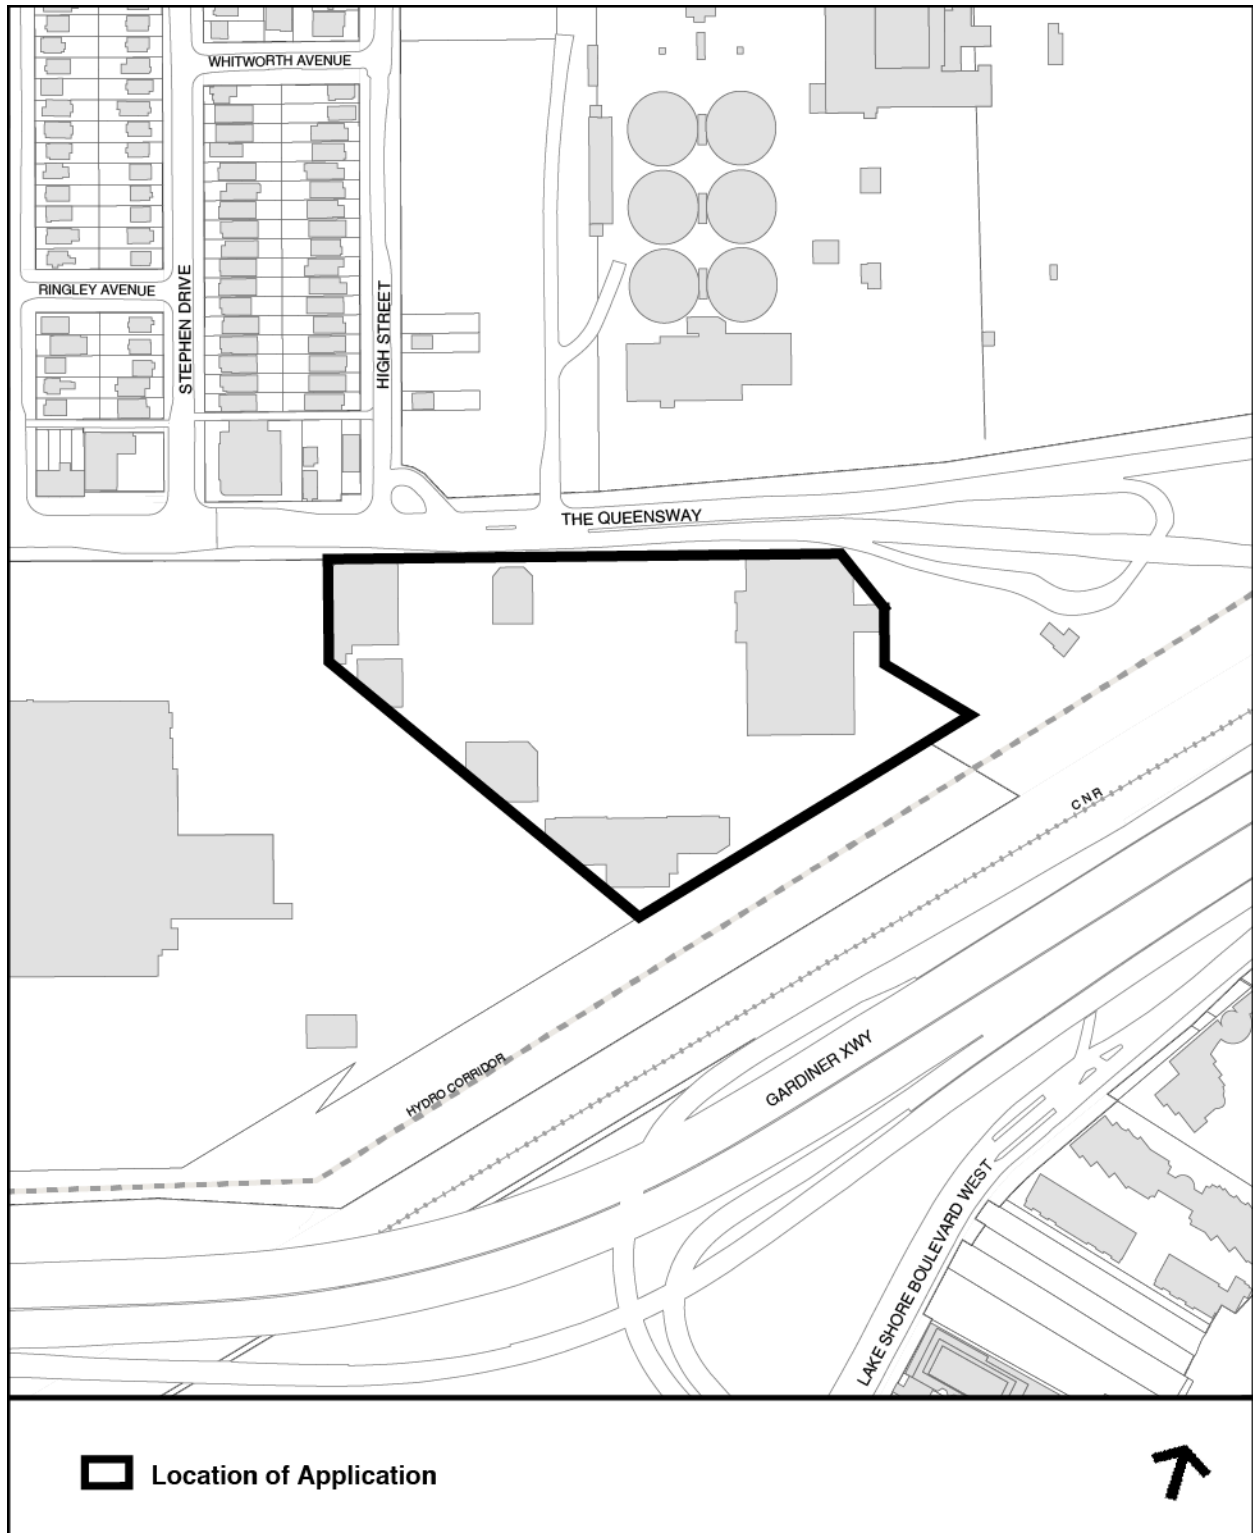 WHITWORTH AVENUE
RINGLEY AVENUE
STEPHEN DRIVE
HIGH STREET
THE QUEENSWAY
CNR
HYDRO CORRIDOR
GARDINER XWY
LAKE SHORE BOULEVARD WEST
Location of Application